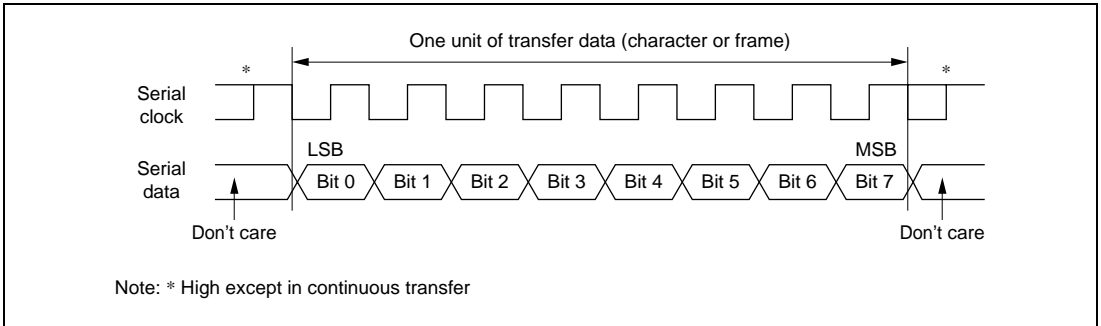 One unit of transfer data (character or frame)
* *
Serial
clock
LSB MSB
Serial
data
Bit 0 Bit 1 Bit 2 Bit 3 Bit 4 Bit 5 Bit 6 Bit 7
Don't care Don't care
Note: * High except in continuous transfer